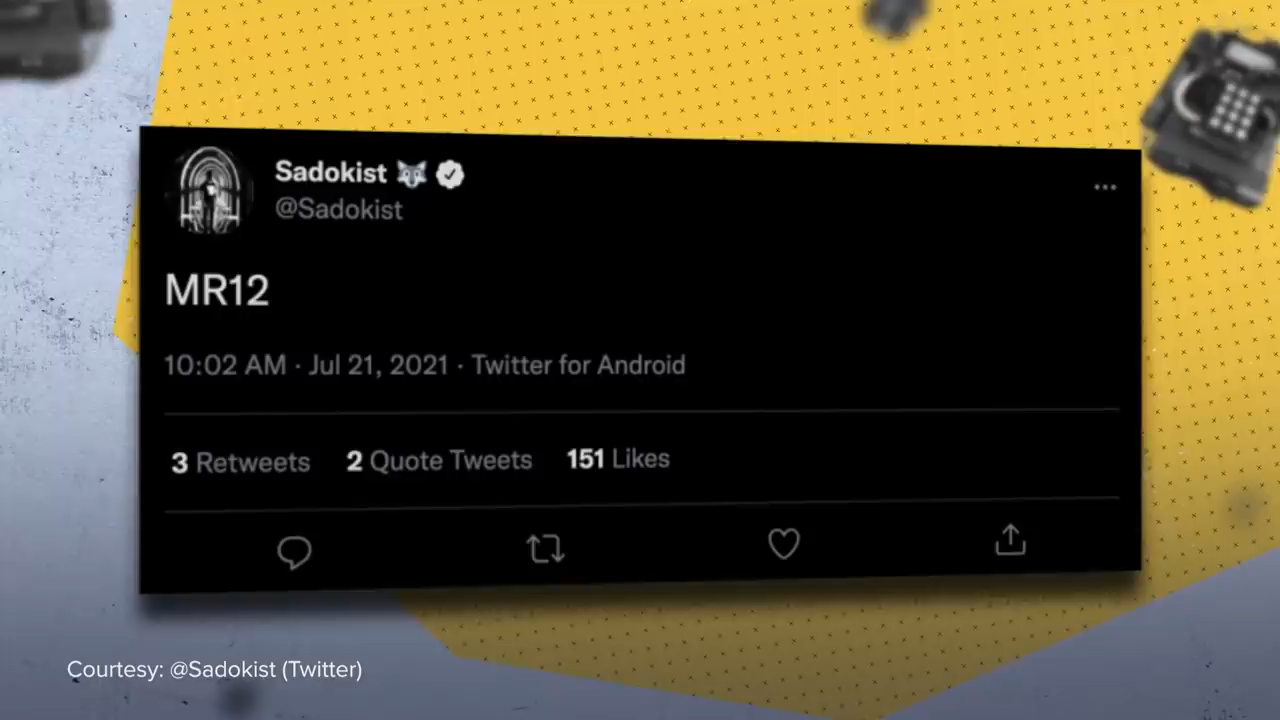 Sadokist 🐺
@Sadokist
MR12
10:02 AM · Jul 21, 2021 · Twitter for Android
3 Retweets 2 Quote Tweets 151 Likes
Courtesy: @Sadokist (Twitter)